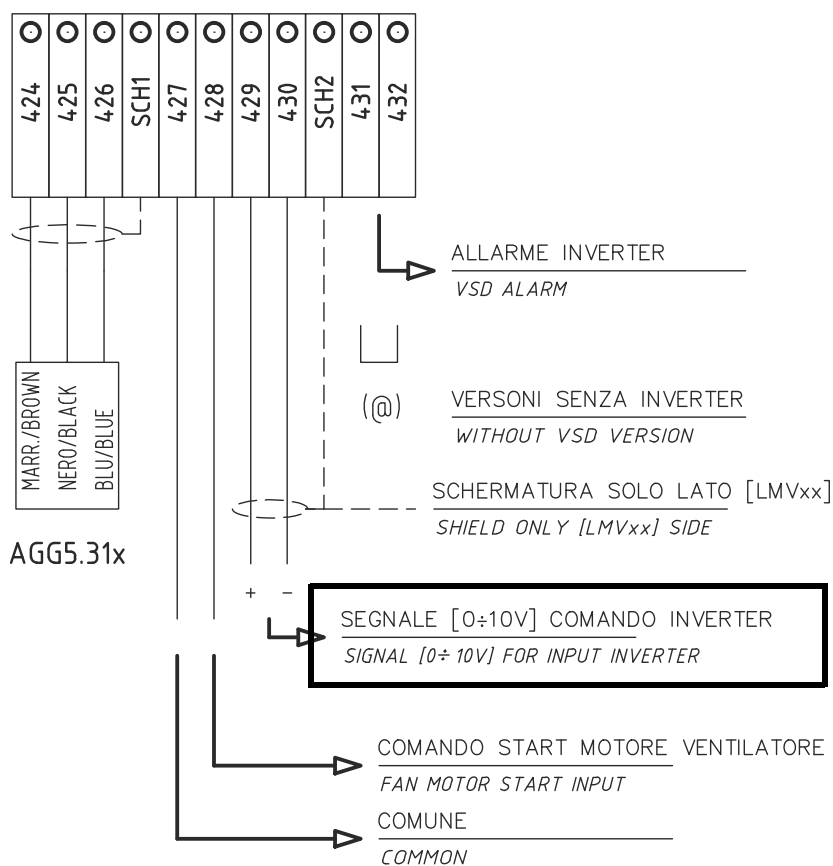 424
425
426
SCH1
427
428
429
430
SCH2
431
432
ALLARME INVERTER
VSD ALARM
MARR./BROWN
NERO/BLACK
BLU/BLUE
(@)
VERSONI SENZA INVERTER
WITHOUT VSD VERSION
SCHERMATURA SOLO LATO [LMVxx]
SHIELD ONLY [LMVxx] SIDE
AGG5.31x
+ -
SEGNALE [0÷10V] COMANDO INVERTER
SIGNAL [0÷ 10V] FOR INPUT INVERTER
COMANDO START MOTORE VENTILATORE
FAN MOTOR START INPUT
COMUNE
COMMON